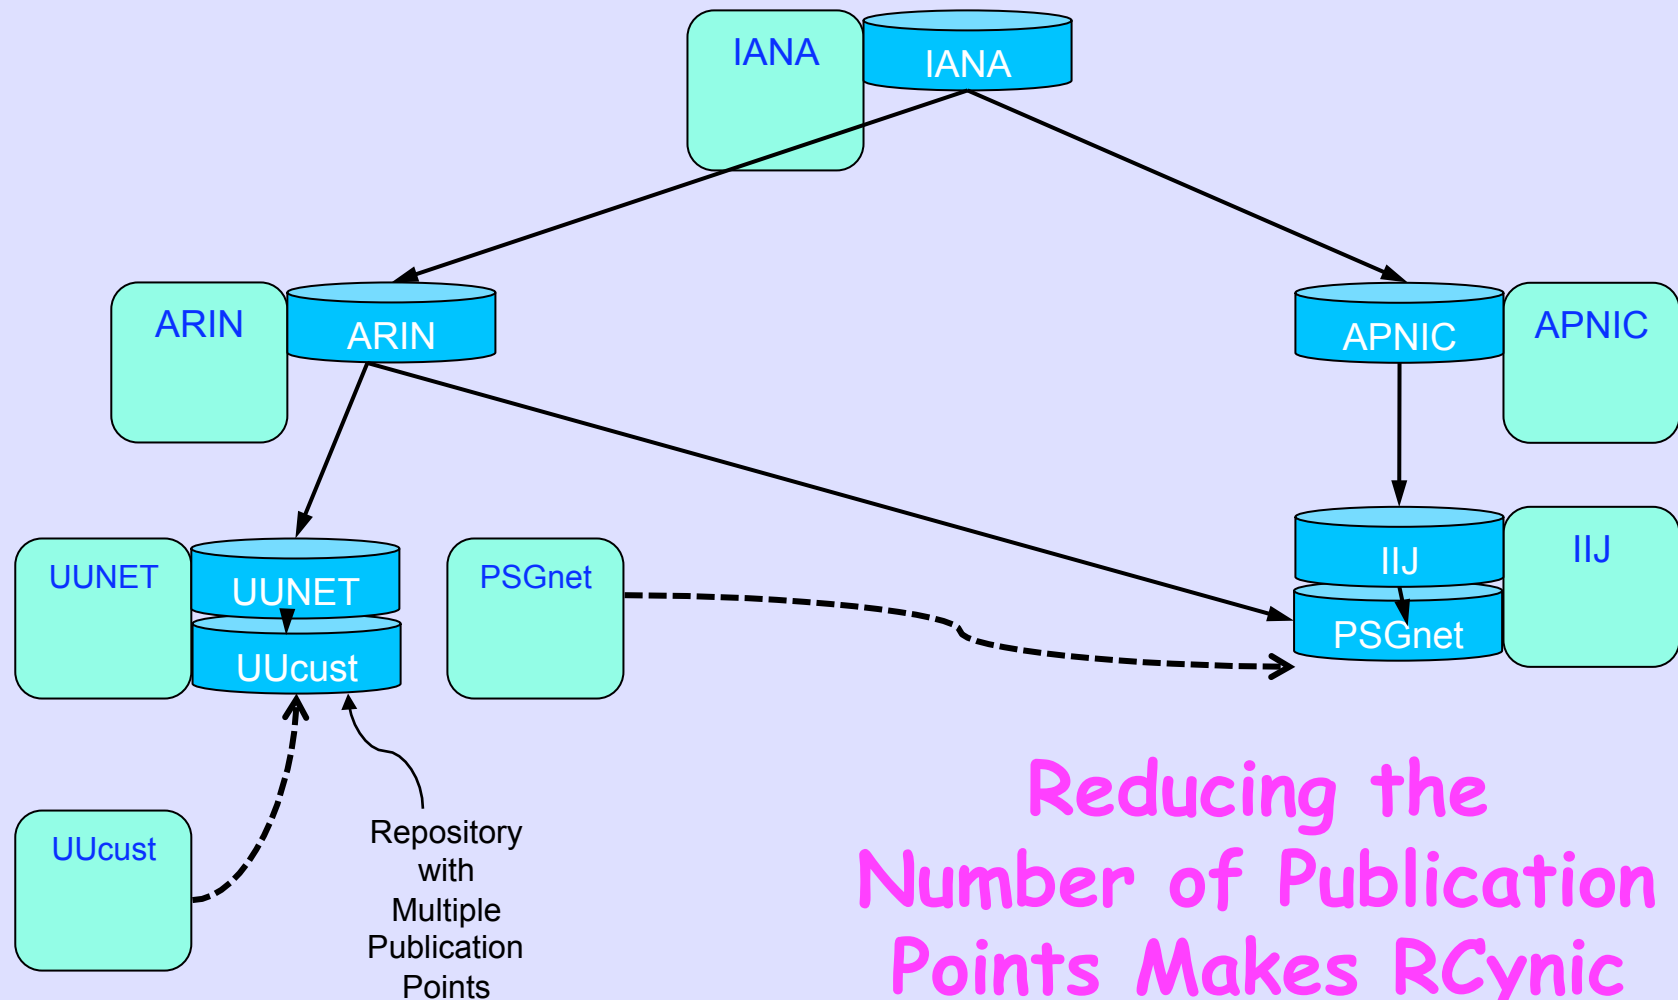 IANA
IANA
ARIN
ARIN
APNIC
APNIC
UUNET
UUNET
UUcust
PSGnet
IIJ
PSGnet
IIJ
UUcust
Repository
with
Multiple
Publication
Points
Reducing the
Number of Publication
Points Makes RCynic